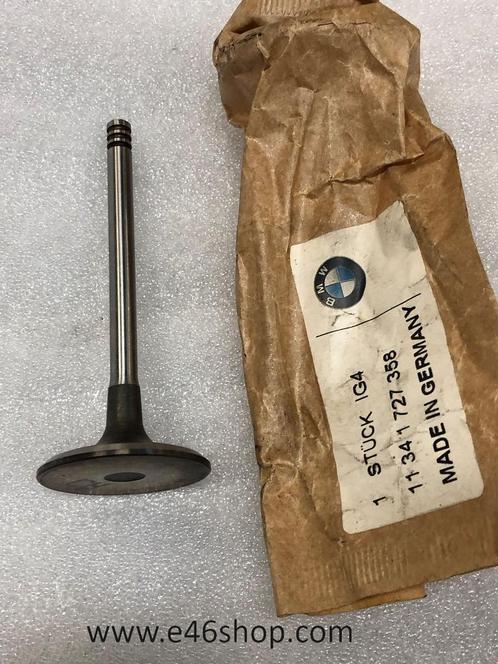 BMW
1 STÜCK IG4
11 34 1 727 358
MADE IN GERMANY
www.e46shop.com